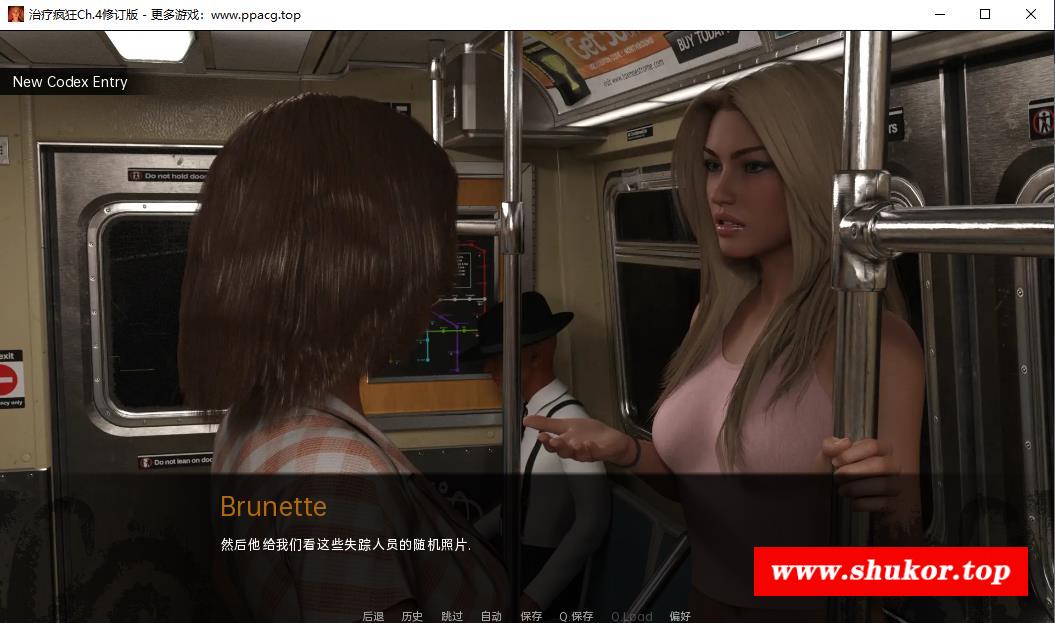 治疗疯狂Ch.4修订版 - 更多游戏：www.ppacg.top
New Codex Entry
Get 50
BUY TODAY
Do not hold door
exit
Do not lean on doo
Brunette
然后他给我们看这些失踪人员的随机照片.
www.shukor.top
后退 历史 跳过 自动 保存 Q.保存 Q.Load 偏好